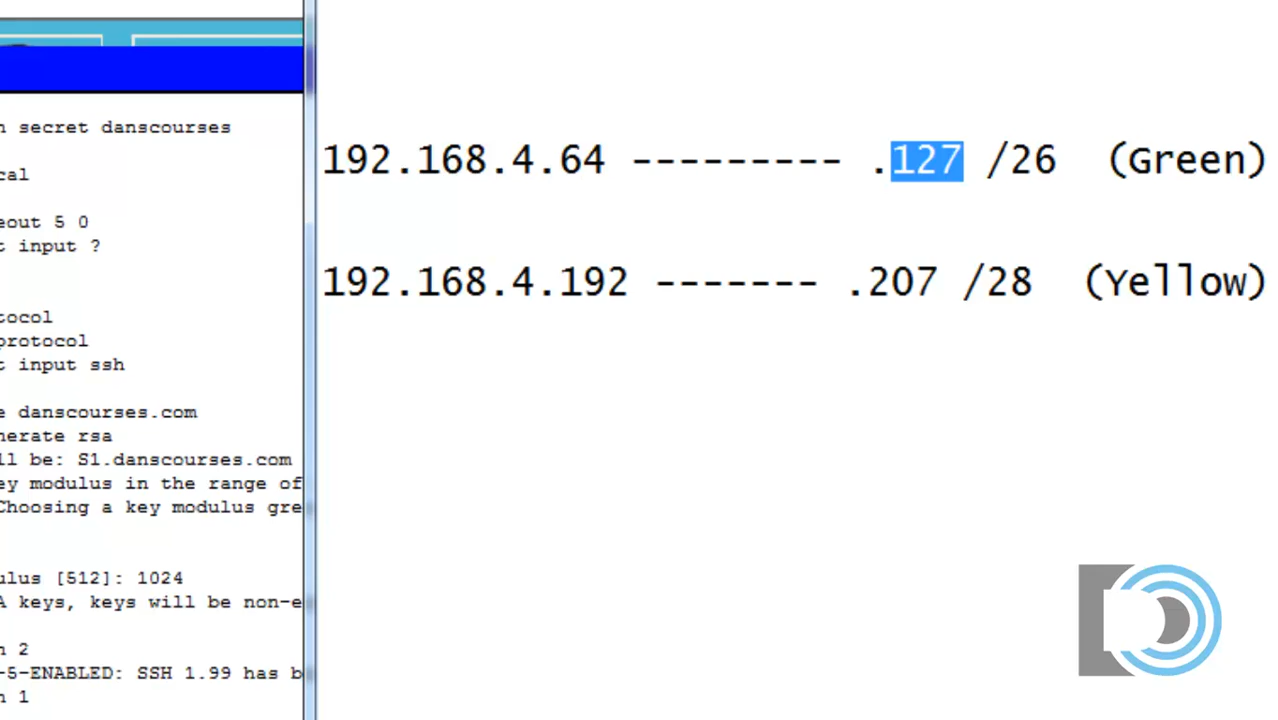 n secret danscourses
cal
eout 5 0
t input ?
tocol
protocol
t input ssh
e danscourses.com
nerate rsa
ll be: S1.danscourses.com
ey modulus in the range of
Choosing a key modulus gre
ulus [512]: 1024
A keys, keys will be non-e
n 2
-5-ENABLED: SSH 1.99 has b
n 1
192.168.4.64 --------- .127 /26 (Green)
192.168.4.192 ------- .207 /28 (Yellow)